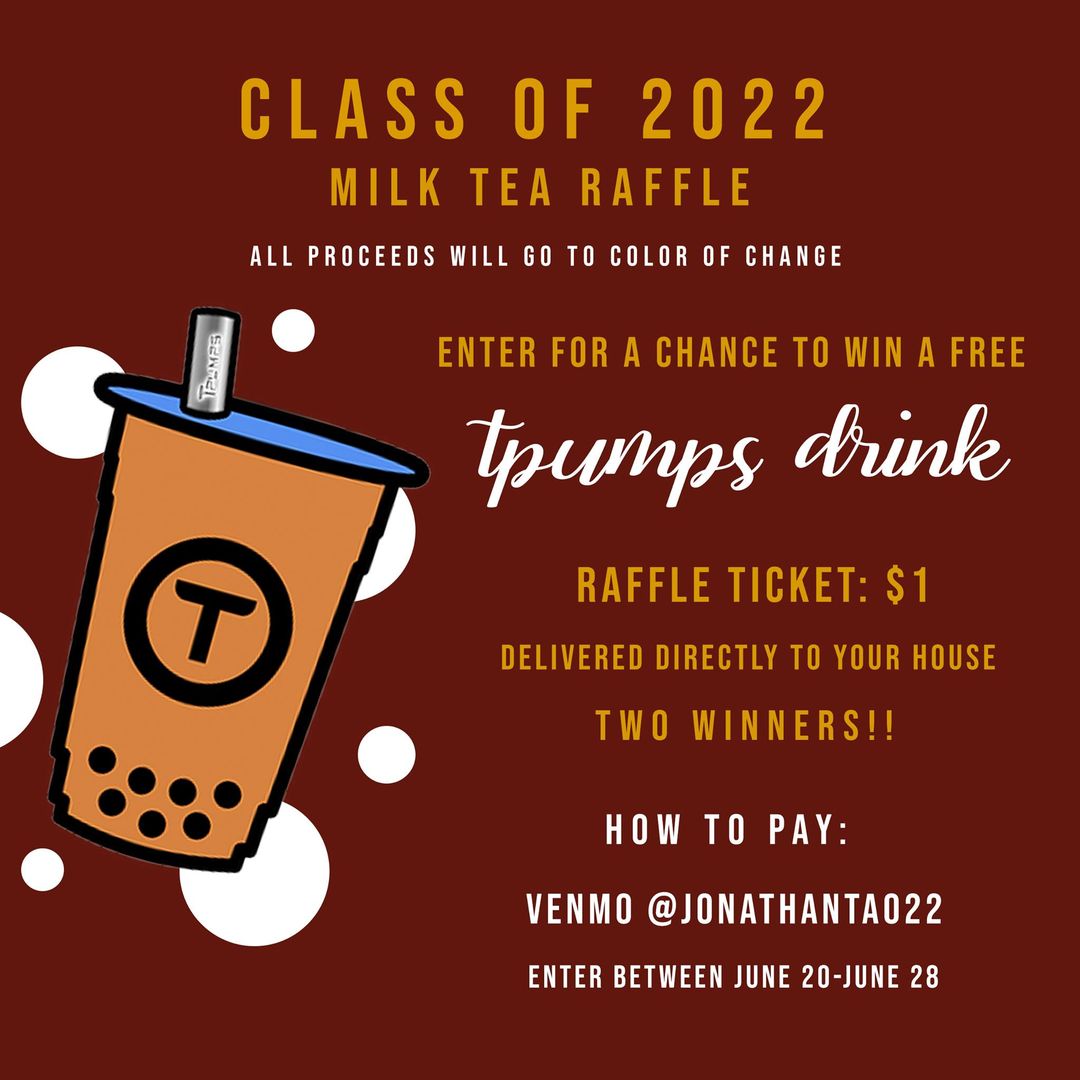 CLASS OF 2022
MILK TEA RAFFLE
ALL PROCEEDS WILL GO TO COLOR OF CHANGE
ENTER FOR A CHANCE TO WIN A FREE
tpumps drink
RAFFLE TICKET: $1
DELIVERED DIRECTLY TO YOUR HOUSE
TWO WINNERS!!
HOW TO PAY:
VENMO @JONATHANTAO22
ENTER BETWEEN JUNE 20-JUNE 28
TPUMPS
T